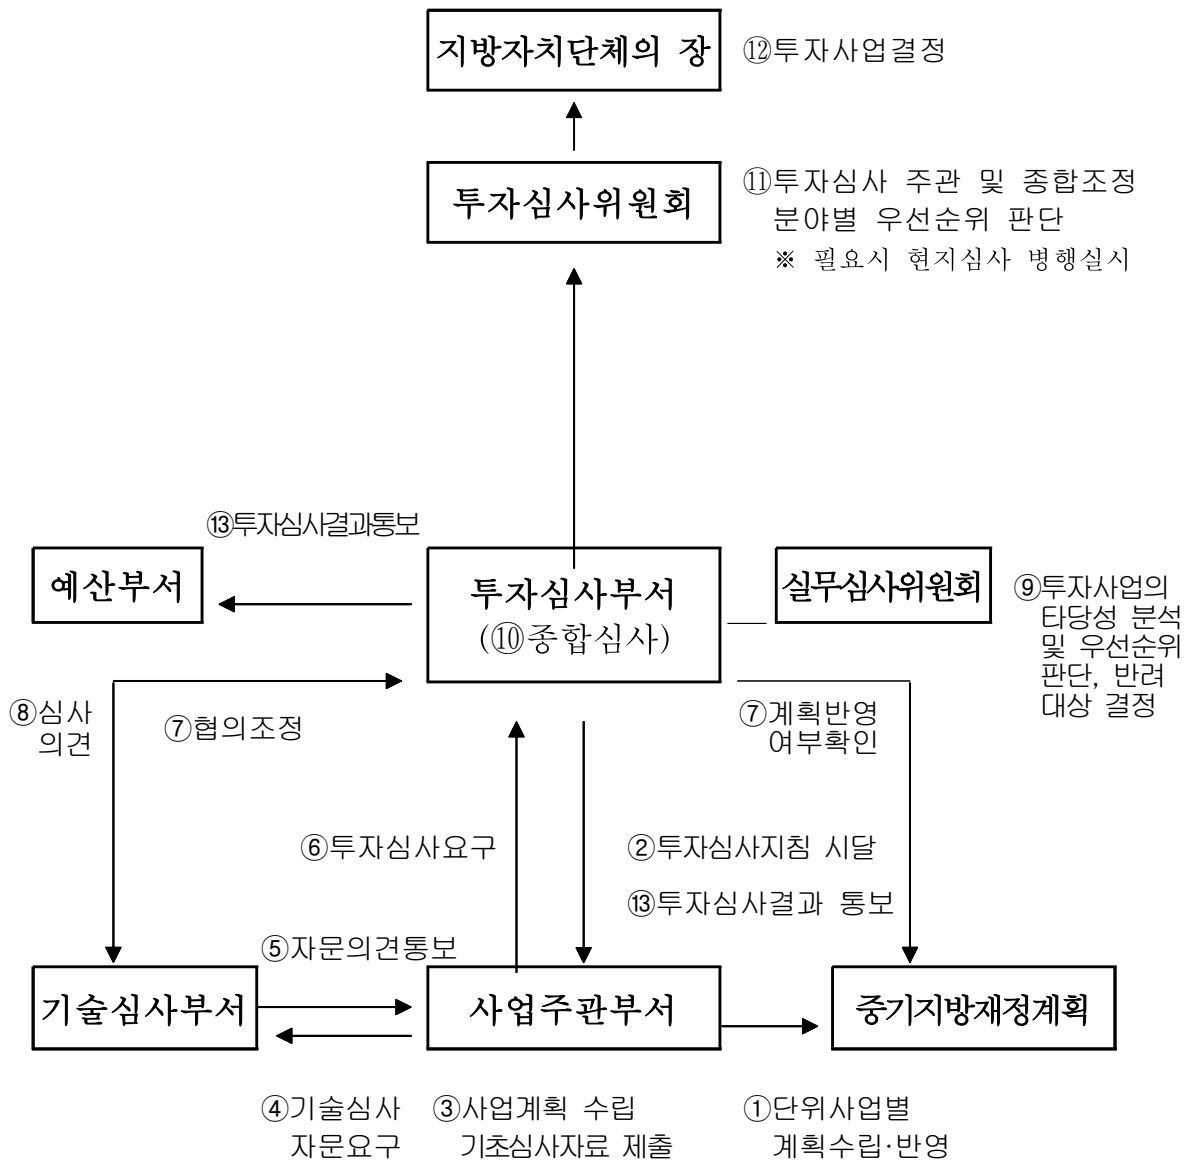 지방자치단체의 장
⑫투자사업결정
투자심사위원회
⑪투자심사 주관 및 종합조정
분야별 우선순위 판단
※ 필요시 현지심사 병행실시
⑬투자심사결과통보
예산부서
투자심사부서
(⑩종합심사)
실무심사위원회
⑨투자사업의
타당성 분석
및 우선순위
판단, 반려
대상 결정
⑧심사
의견
⑦협의조정
⑦계획반영
여부확인
⑥투자심사요구
②투자심사지침 시달
⑬투자심사결과 통보
⑤자문의견통보
기술심사부서
사업주관부서
중기지방재정계획
④기술심사
자문요구
③사업계획 수립
기초심사자료 제출
①단위사업별
계획수립·반영